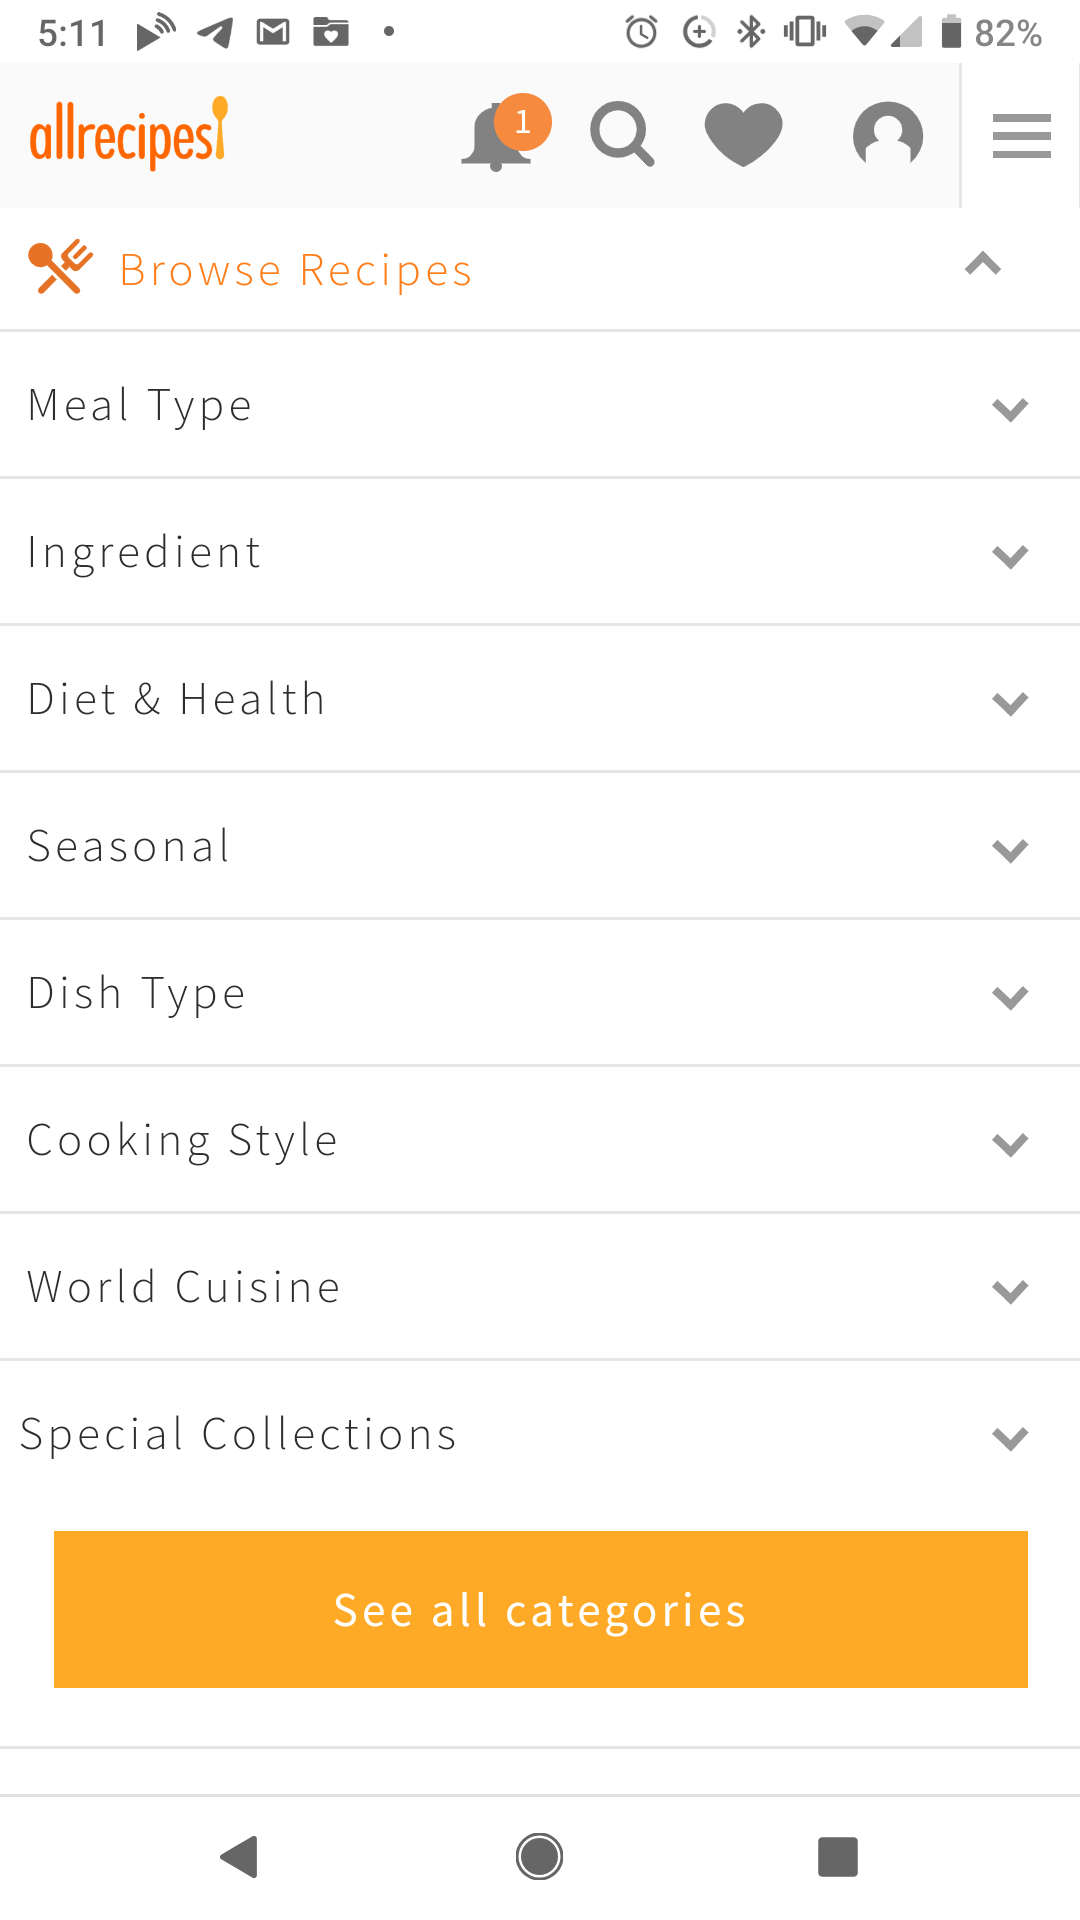 5:11 82%
allrecipes 1
Browse Recipes
Meal Type
Ingredient
Diet & Health
Seasonal
Dish Type
Cooking Style
World Cuisine
Special Collections
See all categories